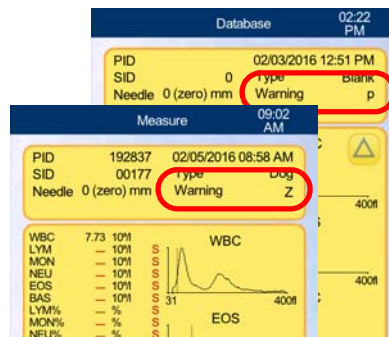 Database 02:22 PM
PID 02/03/2016 12:51 PM
SID 0 Type Blank
Needle 0 (zero) mm Warning p
400fl
400fl
Measure 09:02 AM
PID 192837 02/05/2016 08:58 AM
SID 00177 Type Dog
Needle 0 (zero) mm Warning Z
WBC 7.73 10⁹/l WBC
LYM — 10⁹/l S
MON — 10⁹/l S
NEU — 10⁹/l S
EOS — 10⁹/l S
BAS — 10⁹/l S 31 400fl
LYM% — % S
MON% — % S EOS
NEU% — % S